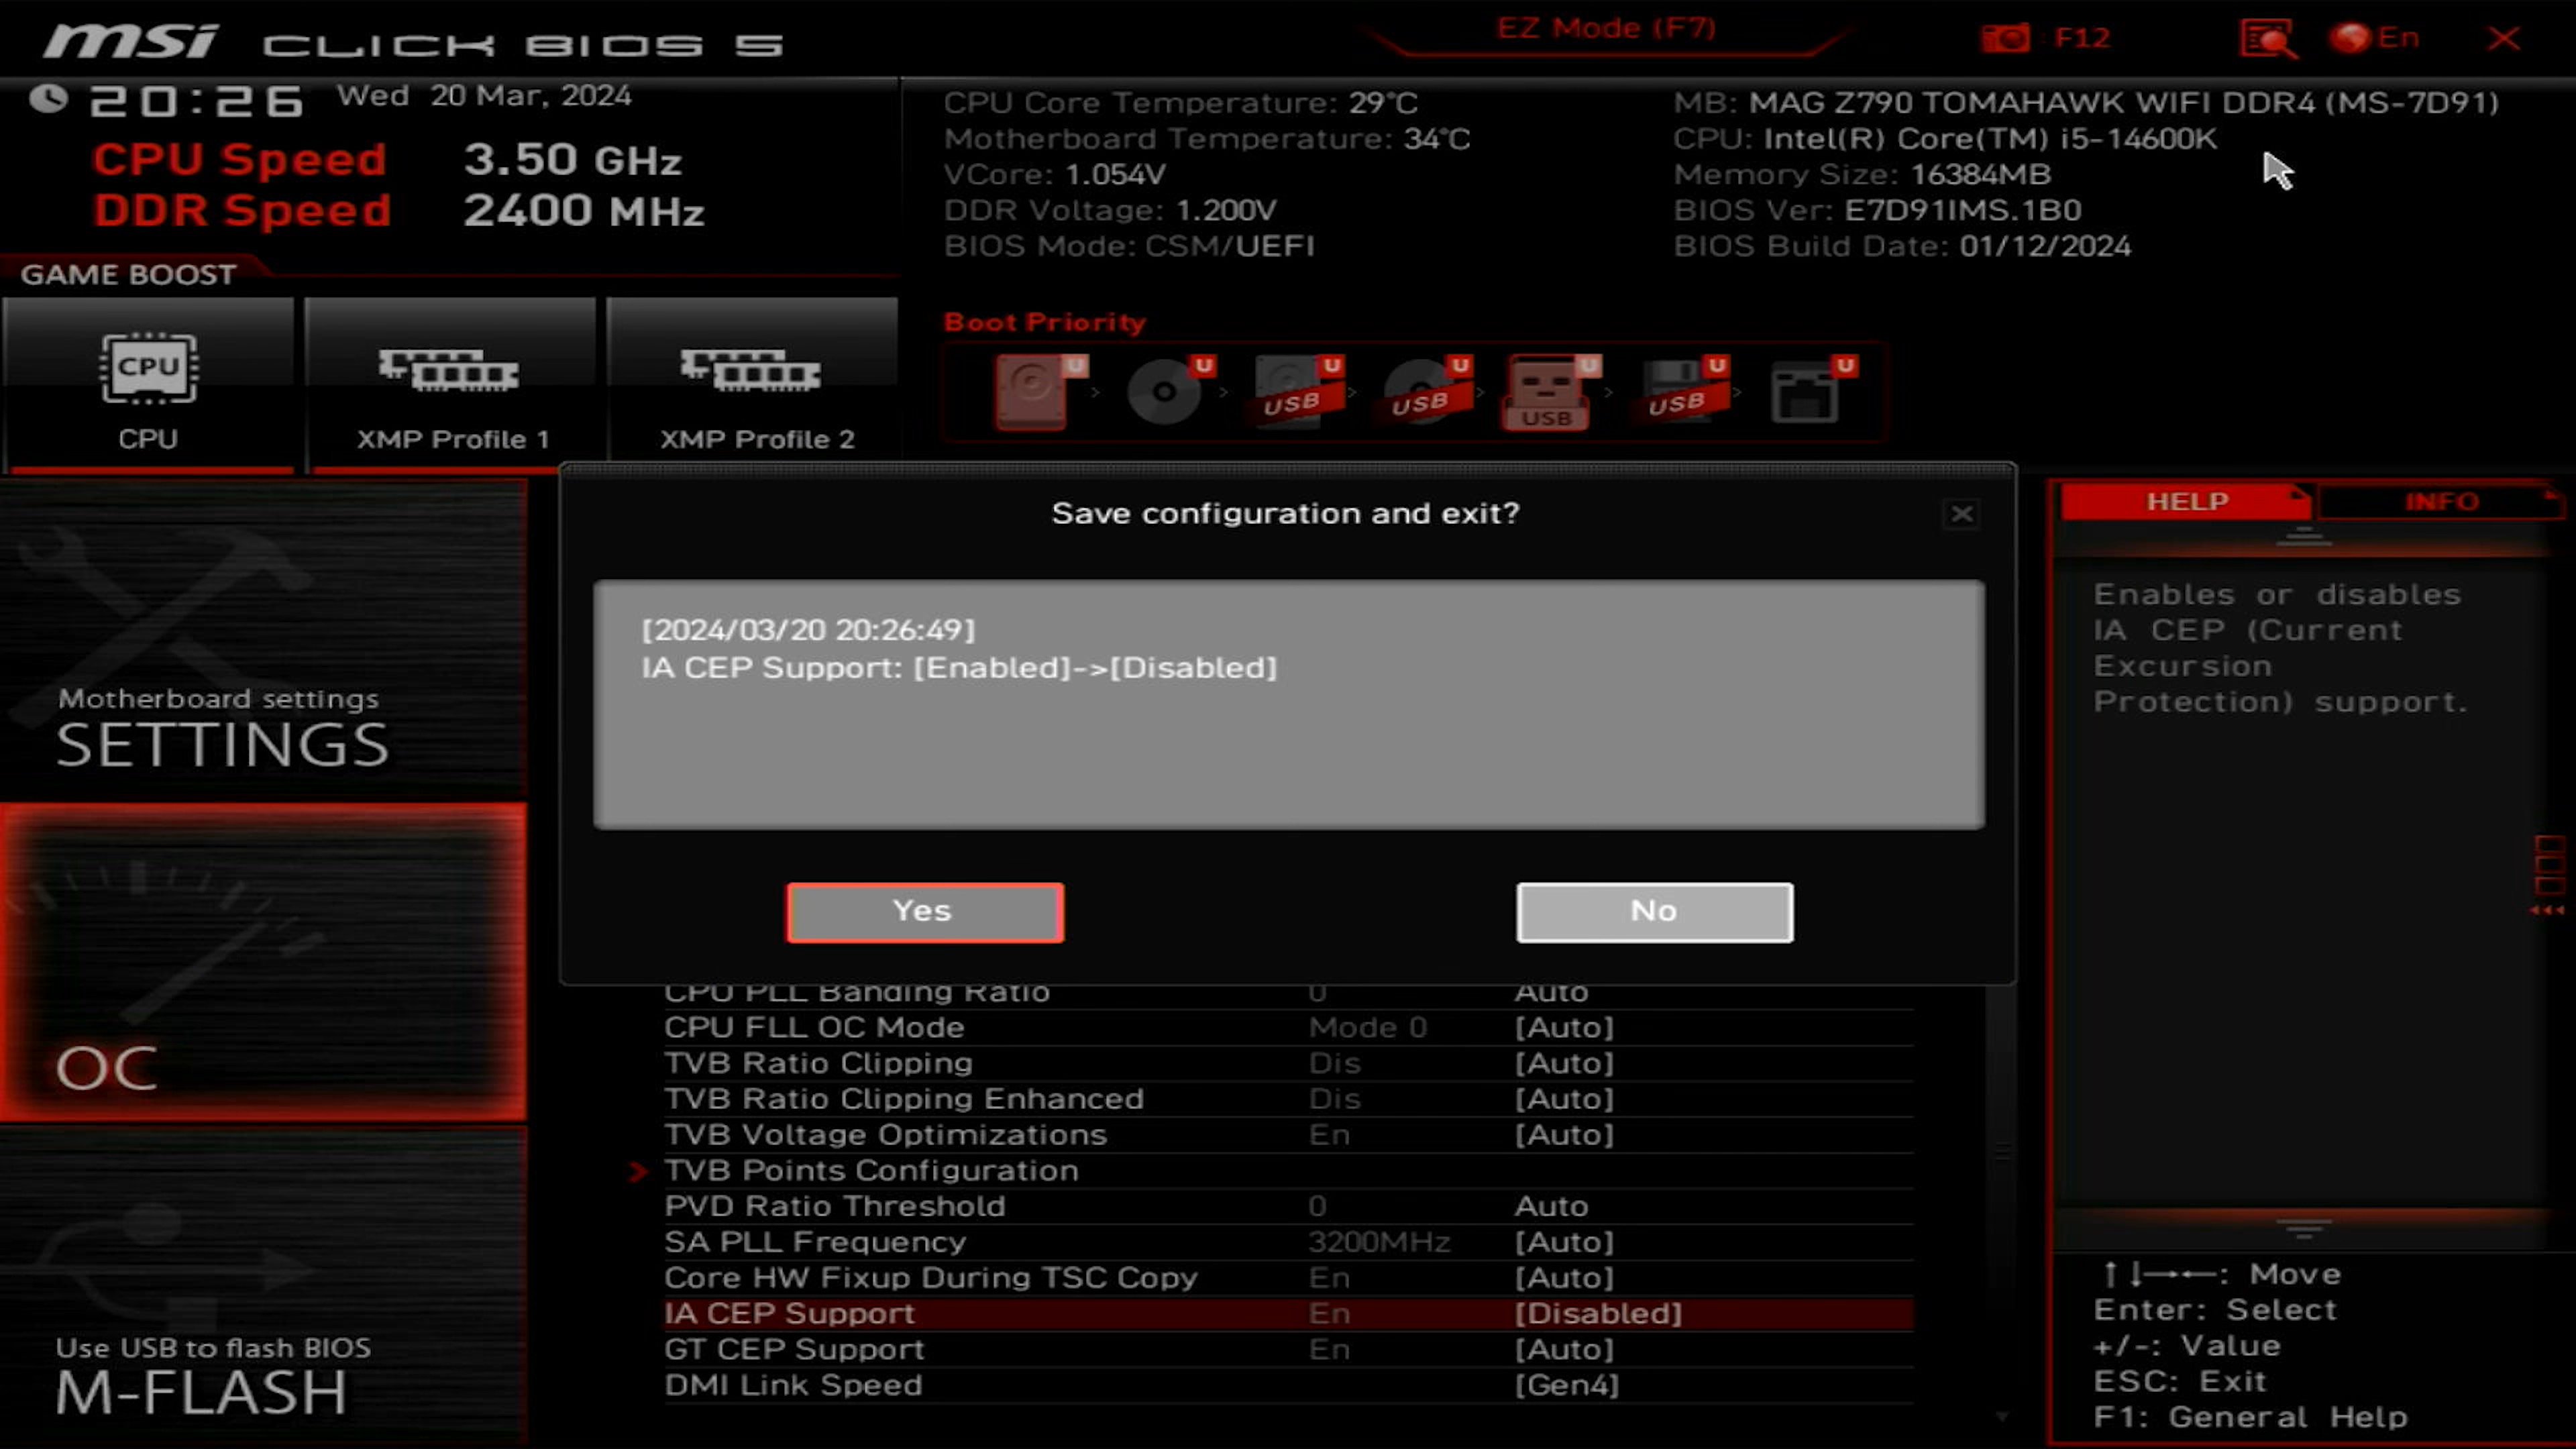 msi CLICK BIOS 5
EZ Mode (F7)
: F12
En
20:26 Wed 20 Mar, 2024
CPU Speed 3.50 GHz
DDR Speed 2400 MHz
CPU Core Temperature: 29°C
Motherboard Temperature: 34°C
VCore: 1.054V
DDR Voltage: 1.200V
BIOS Mode: CSM/UEFI
MB: MAG Z790 TOMAHAWK WIFI DDR4 (MS-7D91)
CPU: Intel(R) Core(TM) i5-14600K
Memory Size: 16384MB
BIOS Ver: E7D91IMS.1B0
BIOS Build Date: 01/12/2024
GAME BOOST
CPU
CPU
XMP Profile 1
XMP Profile 2
Boot Priority
U
U
U USB
U USB
U USB
U USB
U
Save configuration and exit?
[2024/03/20 20:26:49]
IA CEP Support: [Enabled]->[Disabled]
Yes
No
Motherboard settings
SETTINGS
OC
Use USB to flash BIOS
M-FLASH
CPU PLL Banding Ratio 0 Auto
CPU FLL OC Mode Mode 0 [Auto]
TVB Ratio Clipping Dis [Auto]
TVB Ratio Clipping Enhanced Dis [Auto]
TVB Voltage Optimizations En [Auto]
> TVB Points Configuration
PVD Ratio Threshold 0 Auto
SA PLL Frequency 3200MHz [Auto]
Core HW Fixup During TSC Copy En [Auto]
IA CEP Support En [Disabled]
GT CEP Support En [Auto]
DMI Link Speed [Gen4]
HELP
INFO
Enables or disables
IA CEP (Current
Excursion
Protection) support.
↑↓→←: Move
Enter: Select
+/-: Value
ESC: Exit
F1: General Help